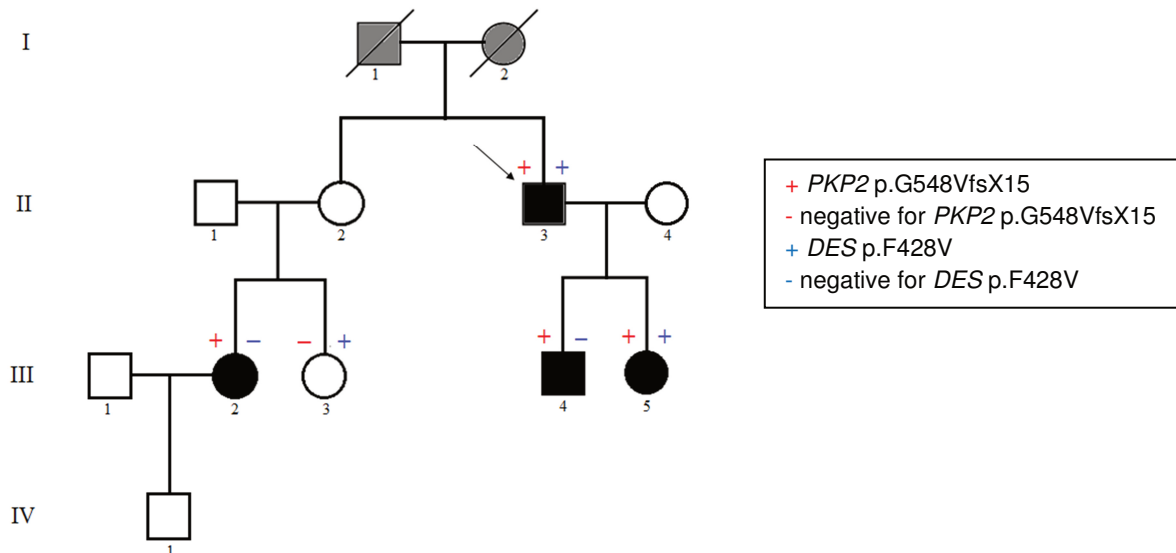 I
1 2
+ +
II
1 2 3 4
+ − − + + − + +
III
1 2 3 4 5
IV
1
+ PKP2 p.G548VfsX15
- negative for PKP2 p.G548VfsX15
+ DES p.F428V
- negative for DES p.F428V